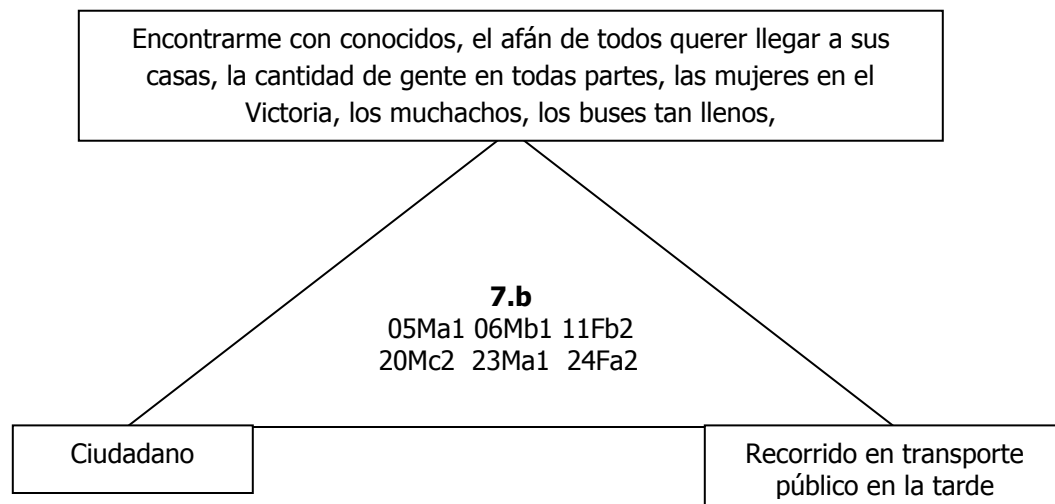 Encontrarme con conocidos, el afán de todos querer llegar a sus
casas, la cantidad de gente en todas partes, las mujeres en el
Victoria, los muchachos, los buses tan llenos,
7.b
05Ma1 06Mb1 11Fb2
20Mc2 23Ma1 24Fa2
Ciudadano
Recorrido en transporte
público en la tarde